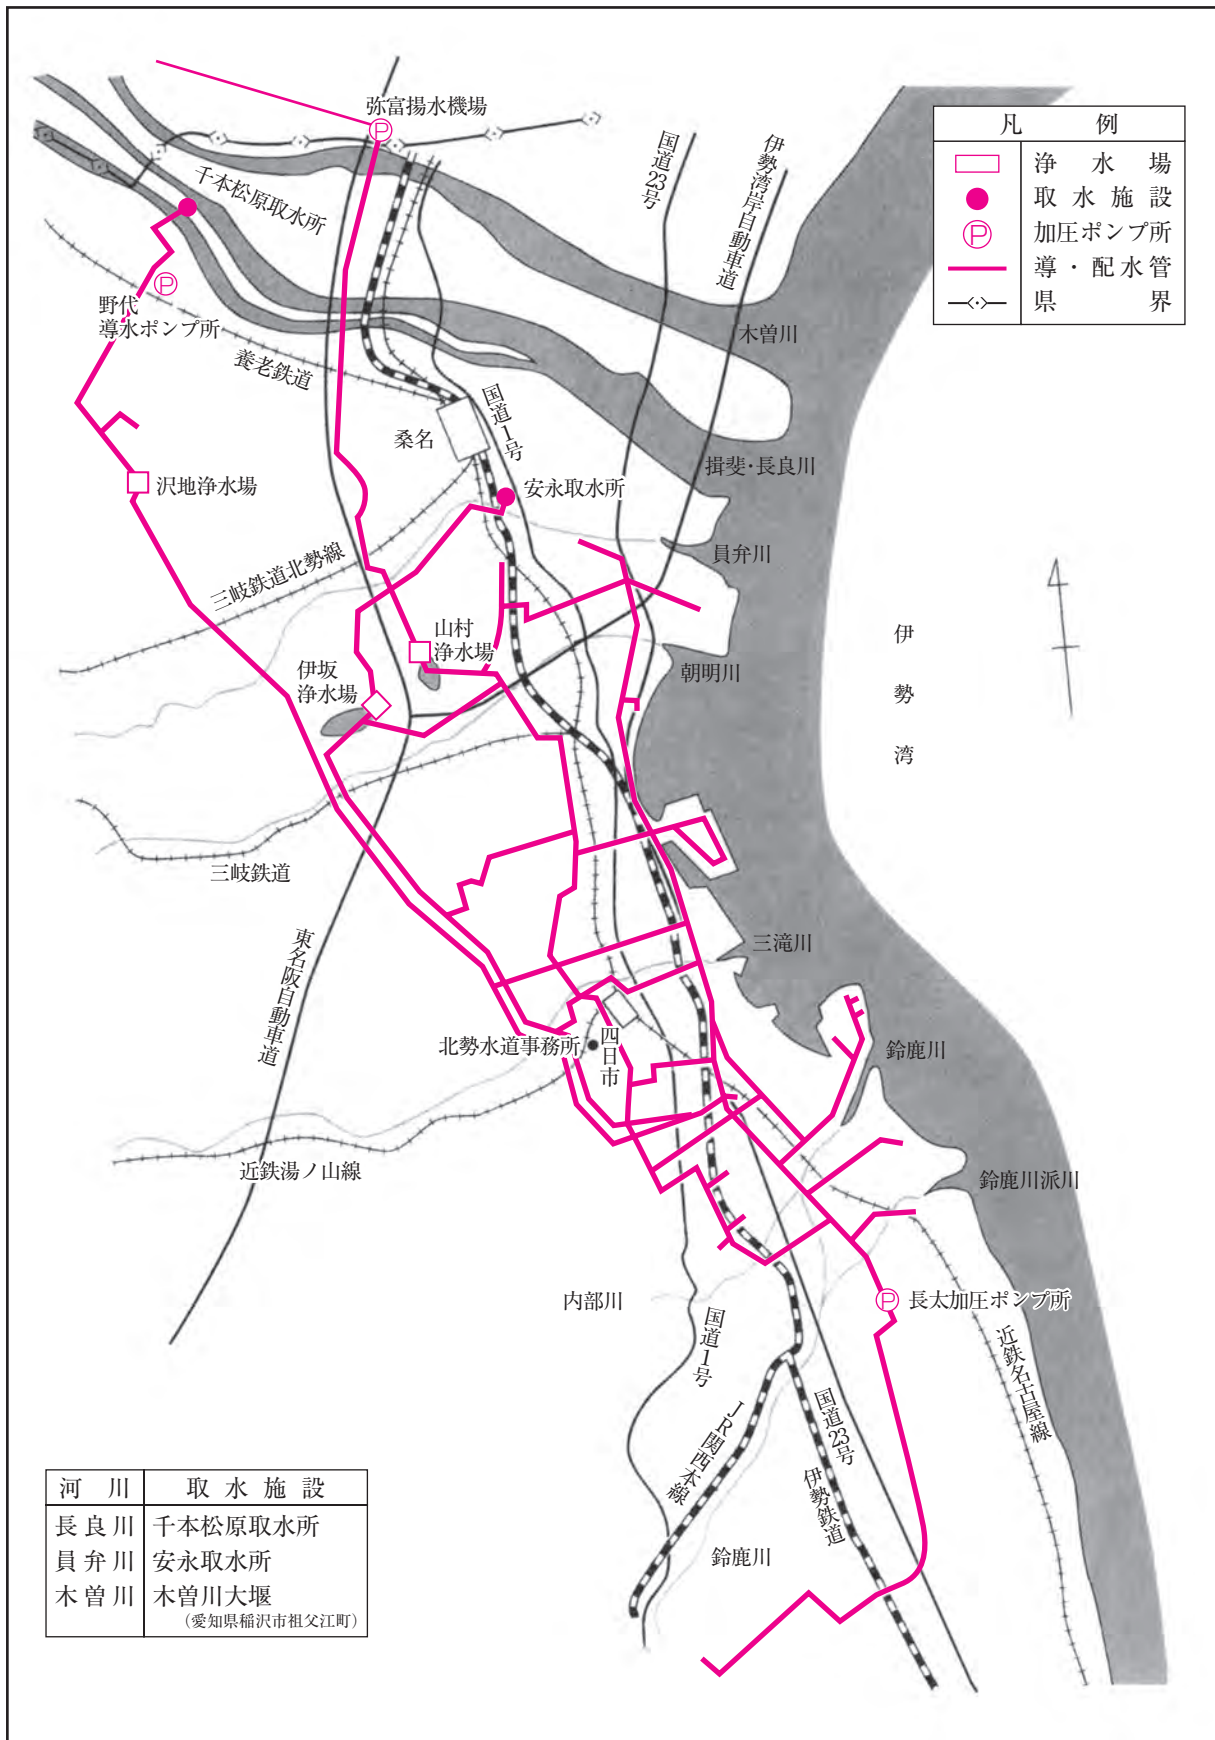 弥富揚水機場
P
千本松原取水所
国道23号
伊勢湾岸自動車道
凡 例
浄水場
取水施設
P 加圧ポンプ所
導・配水管
県界
P
野代
導水ポンプ所
養老鉄道
木曽川
国道1号
桑名
揖斐・長良川
沢地浄水場
安永取水所
員弁川
三岐鉄道北勢線
山村
浄水場
伊坂
浄水場
朝明川
伊勢湾
三岐鉄道
東名阪自動車道
三滝川
北勢水道事務所
四日市
鈴鹿川
近鉄湯ノ山線
鈴鹿川派川
内部川
P 長太加圧ポンプ所
国道1号
近鉄名古屋線
JR関西本線
国道23号
伊勢鉄道
鈴鹿川
河川 取水施設
長良川 千本松原取水所
員弁川 安永取水所
木曽川 木曽川大堰
(愛知県稲沢市祖父江町)